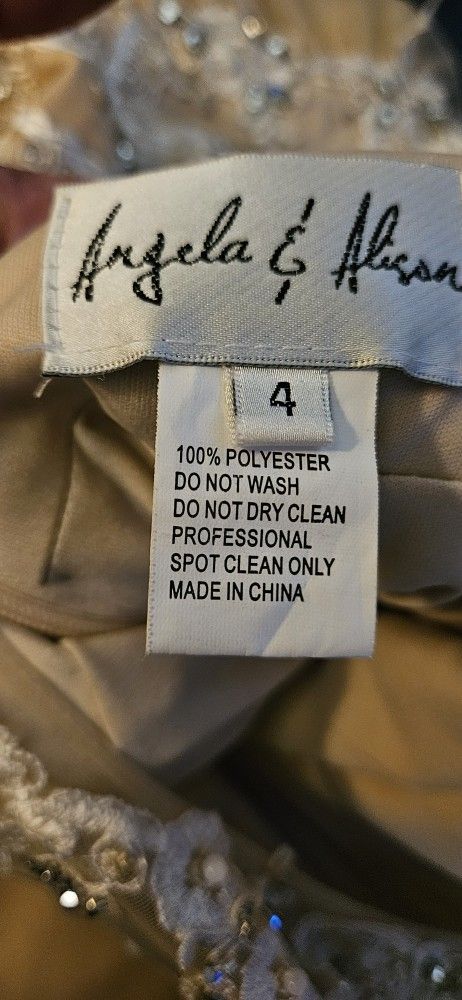 Angela & Alison
4
100% POLYESTER
DO NOT WASH
DO NOT DRY CLEAN
PROFESSIONAL
SPOT CLEAN ONLY
MADE IN CHINA